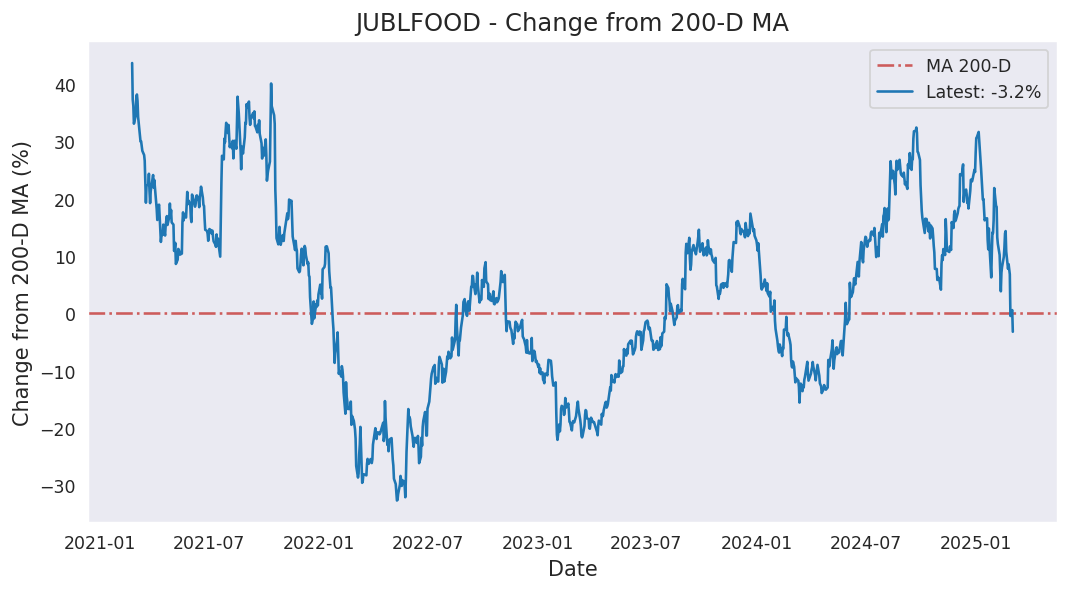 JUBLFOOD - Change from 200-D MA
MA 200-D
Latest: -3.2%
Change from 200-D MA (%)
40
30
20
10
0
−10
−20
−30
2021-01 2021-07 2022-01 2022-07 2023-01 2023-07 2024-01 2024-07 2025-01
Date